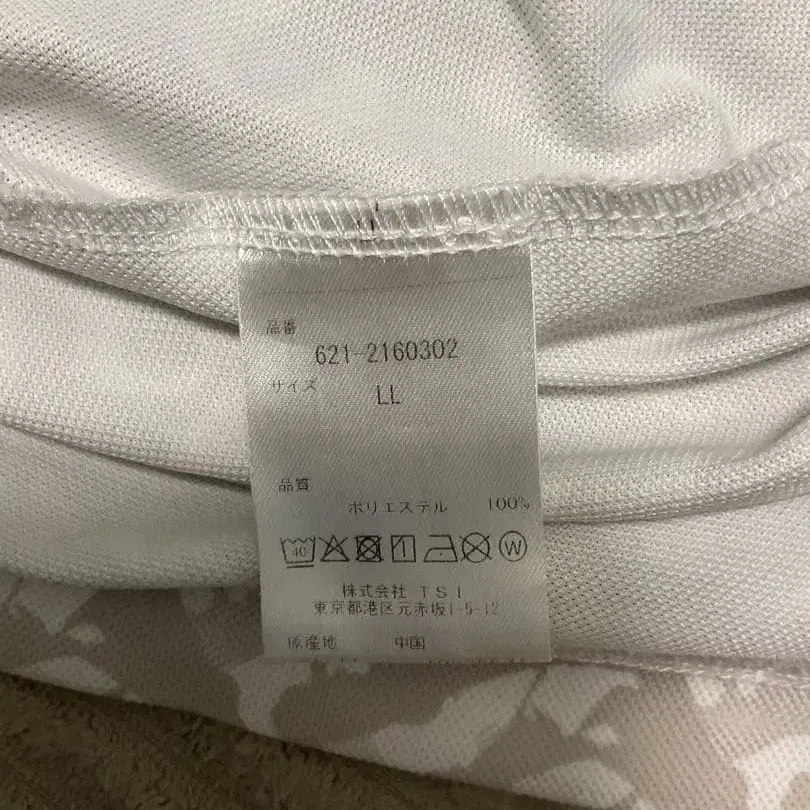 品番
621-2160302
サイズ
LL
品質
ポリエステル 100%
40 W
株式会社 TSI
東京都港区元赤坂1-5-12
原産地 中国